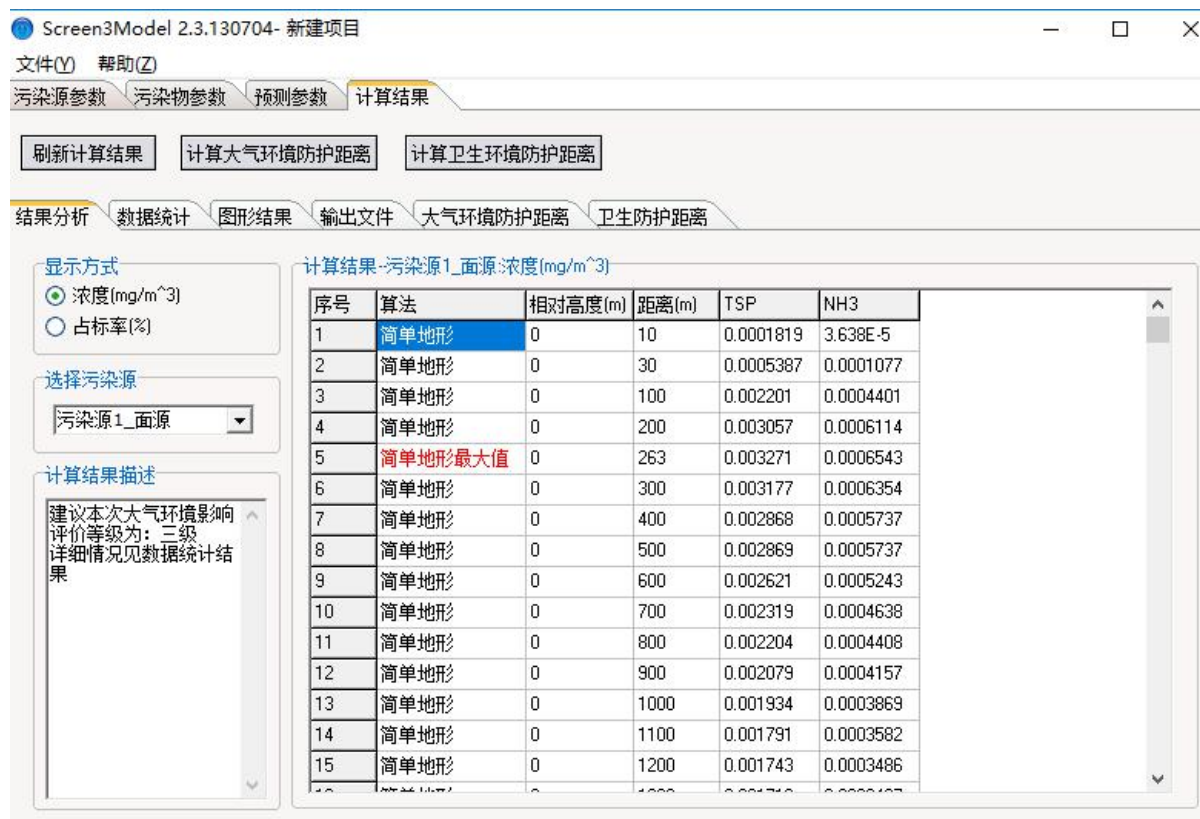 Screen3Model 2.3.130704- 新建项目
文件(Y) 帮助(Z)
污染源参数 污染物参数 预测参数 计算结果
刷新计算结果 计算大气环境防护距离 计算卫生环境防护距离
结果分析 数据统计 图形结果 输出文件 大气环境防护距离 卫生防护距离
显示方式
浓度(mg/m^3)
占标率(%)
选择污染源
污染源1_面源
计算结果描述
建议本次大气环境影响
评价等级为：三级
详细情况见数据统计结
果
计算结果-污染源1_面源:浓度(mg/m^3)
序号 算法 相对高度(m) 距离(m) TSP NH3
1 简单地形 0 10 0.0001819 3.638E-5
2 简单地形 0 30 0.0005387 0.0001077
3 简单地形 0 100 0.002201 0.0004401
4 简单地形 0 200 0.003057 0.0006114
5 简单地形最大值 0 263 0.003271 0.0006543
6 简单地形 0 300 0.003177 0.0006354
7 简单地形 0 400 0.002868 0.0005737
8 简单地形 0 500 0.002869 0.0005737
9 简单地形 0 600 0.002621 0.0005243
10 简单地形 0 700 0.002319 0.0004638
11 简单地形 0 800 0.002204 0.0004408
12 简单地形 0 900 0.002079 0.0004157
13 简单地形 0 1000 0.001934 0.0003869
14 简单地形 0 1100 0.001791 0.0003582
15 简单地形 0 1200 0.001743 0.0003486